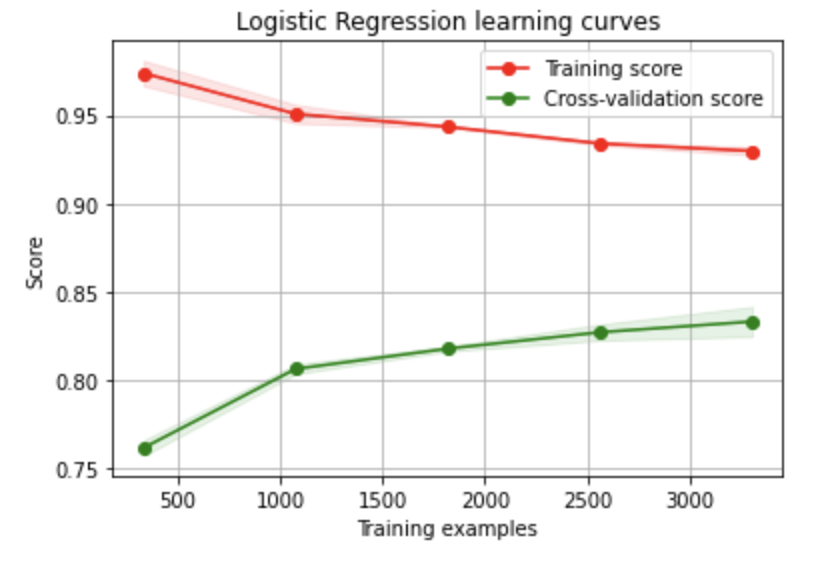 Logistic Regression learning curves
Training score
Cross-validation score
0.95
0.90
0.85
0.80
0.75
Score
500 1000 1500 2000 2500 3000
Training examples